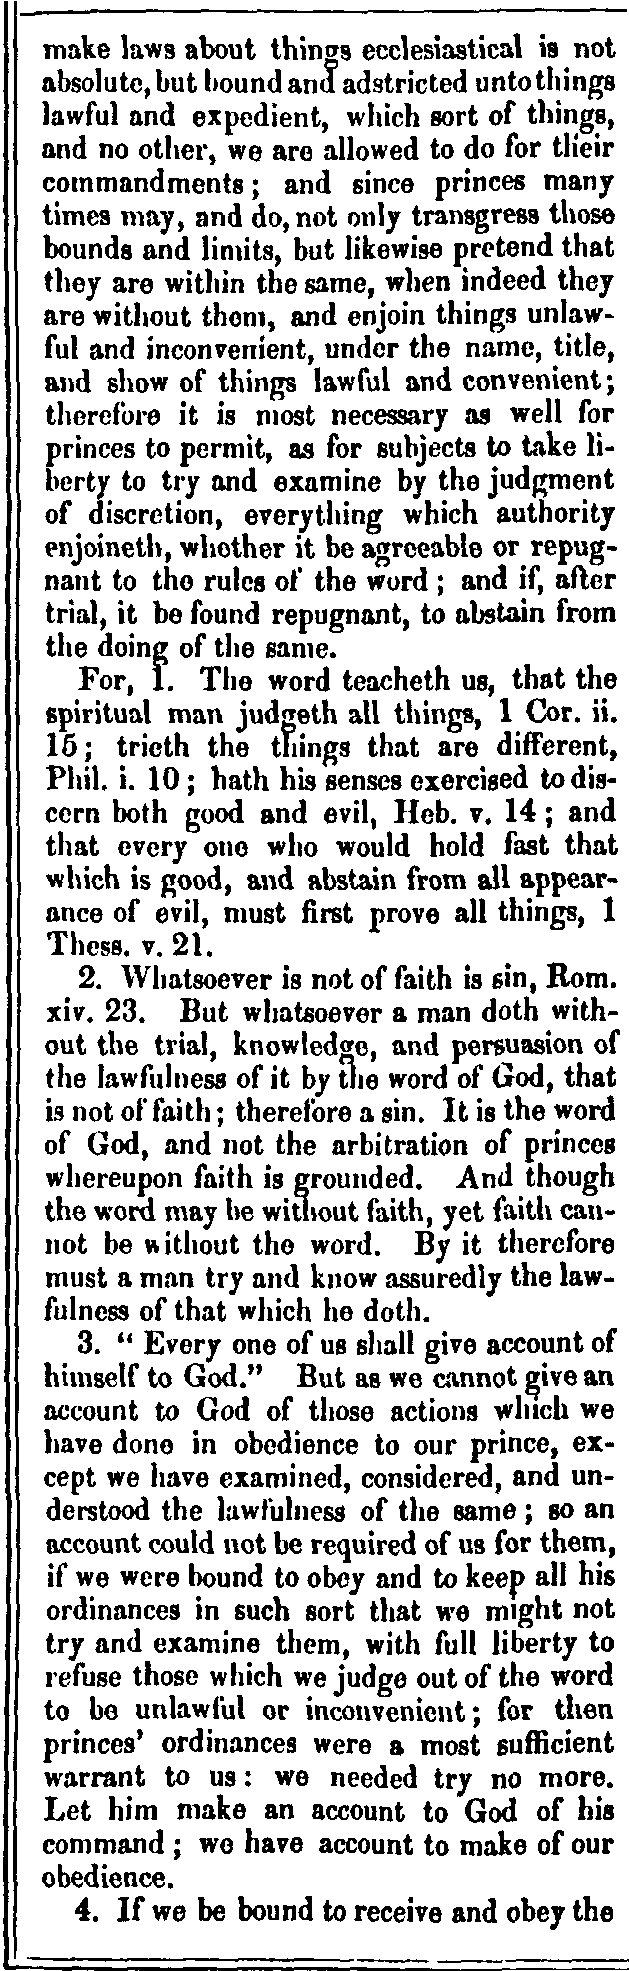 make laws about things ecclesiastical is not
absolute, but bound and adstricted unto things
lawful and expedient, which sort of things,
and no other, we are allowed to do for their
commandments; and since princes many
times may, and do, not only transgress those
bounds and limits, but likewise pretend that
they are within the same, when indeed they
are without them, and enjoin things unlaw-
ful and inconvenient, under the name, title,
and show of things lawful and convenient;
therefore it is most necessary as well for
princes to permit, as for subjects to take li-
berty to try and examine by the judgment
of discretion, everything which authority
enjoineth, whether it be agreeable or repug-
nant to the rules of the word; and if, after
trial, it be found repugnant, to abstain from
the doing of the same.
For, 1. The word teacheth us, that the
spiritual man judgeth all things, 1 Cor. ii.
15; trieth the things that are different,
Phil. i. 10; hath his senses exercised to dis-
cern both good and evil, Heb. v. 14; and
that every one who would hold fast that
which is good, and abstain from all appear-
ance of evil, must first prove all things, 1
Thess. v. 21.
2. Whatsoever is not of faith is sin, Rom.
xiv. 23. But whatsoever a man doth with-
out the trial, knowledge, and persuasion of
the lawfulness of it by the word of God, that
is not of faith; therefore a sin. It is the word
of God, and not the arbitration of princes
whereupon faith is grounded. And though
the word may be without faith, yet faith can-
not be without the word. By it therefore
must a man try and know assuredly the law-
fulness of that which he doth.
3. "Every one of us shall give account of
himself to God." But as we cannot give an
account to God of those actions which we
have done in obedience to our prince, ex-
cept we have examined, considered, and un-
derstood the lawfulness of the same; so an
account could not be required of us for them,
if we were bound to obey and to keep all his
ordinances in such sort that we might not
try and examine them, with full liberty to
refuse those which we judge out of the word
to be unlawful or inconvenient; for then
princes' ordinances were a most sufficient
warrant to us: we needed try no more.
Let him make an account to God of his
command; we have account to make of our
obedience.
4. If we be bound to receive and obey the